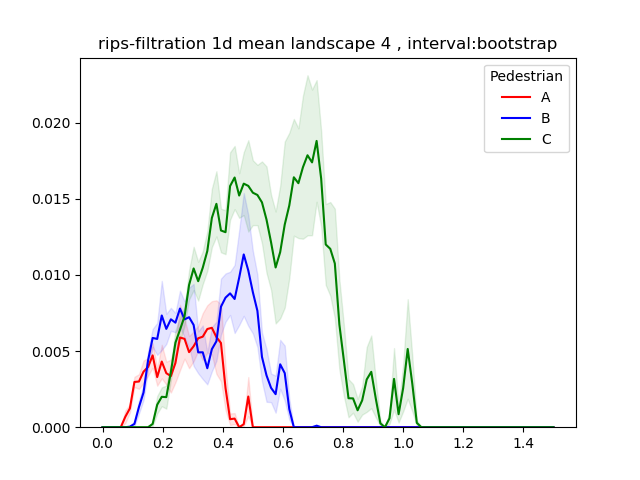 rips-filtration 1d mean landscape 4 , interval:bootstrap
Pedestrian
A
B
C
0.020
0.015
0.010
0.005
0.000
0.0 0.2 0.4 0.6 0.8 1.0 1.2 1.4